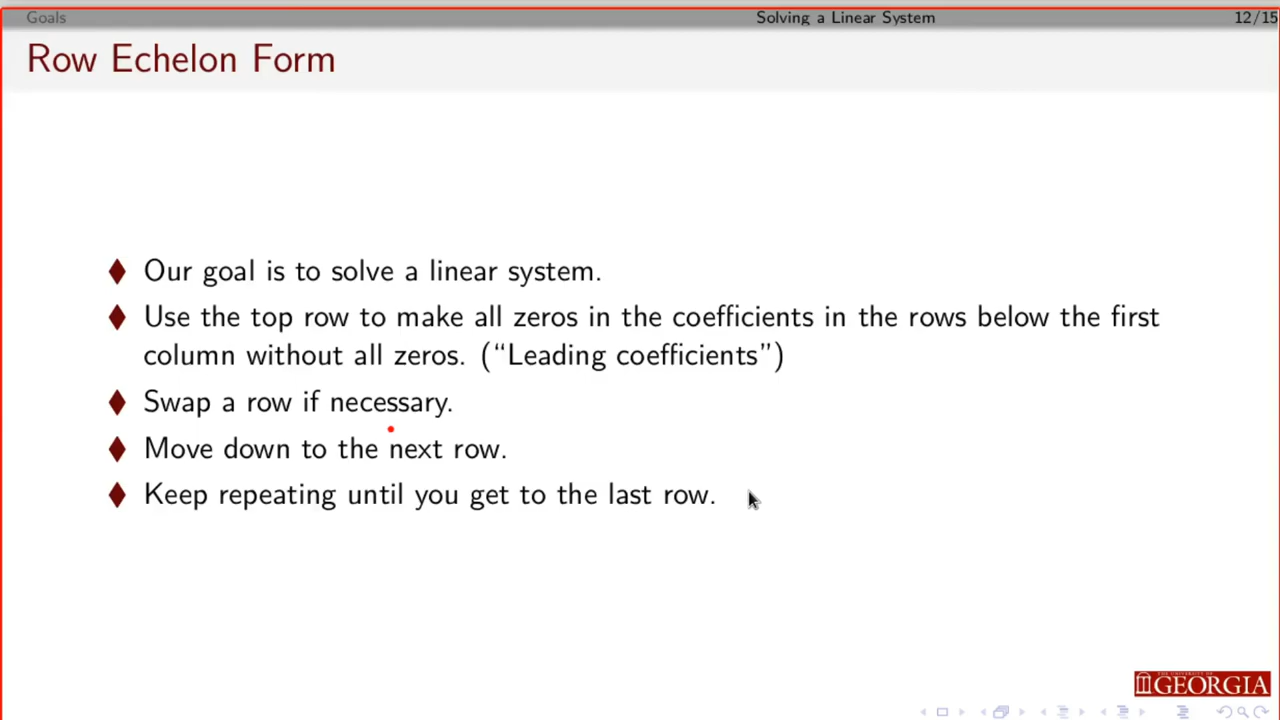 Goals
Solving a Linear System
12/15
Row Echelon Form
Our goal is to solve a linear system.
Use the top row to make all zeros in the coefficients in the rows below the first
column without all zeros. (“Leading coefficients”)
Swap a row if necessary.
Move down to the next row.
Keep repeating until you get to the last row.
THE UNIVERSITY OF
GEORGIA